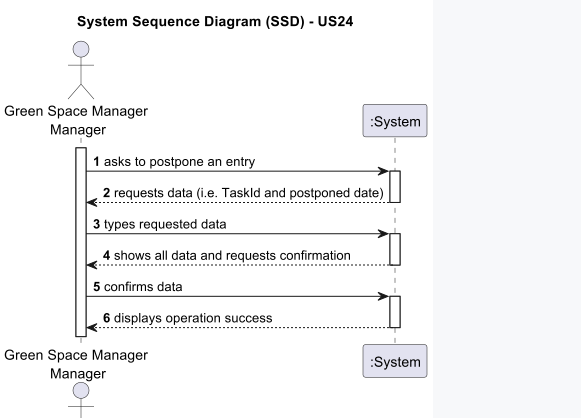 System Sequence Diagram (SSD) - US24
Green Space Manager
Manager
:System
1 asks to postpone an entry
2 requests data (i.e. TaskId and postponed date)
3 types requested data
4 shows all data and requests confirmation
5 confirms data
6 displays operation success
Green Space Manager
Manager
:System